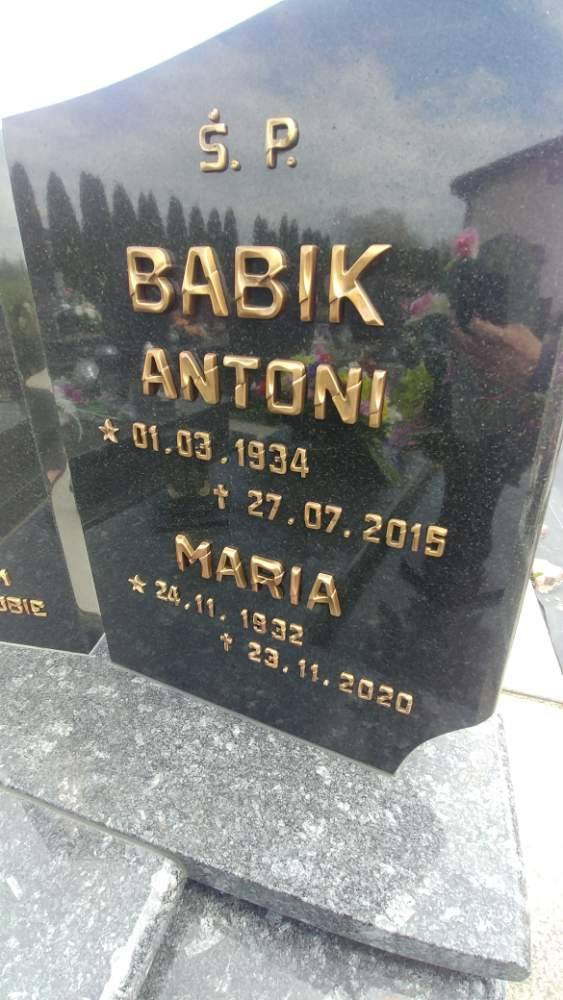 Ś. P.
BABIK
ANTONI
* 01.03.1934
† 27.07.2015
MARIA
* 24.11.1932
† 23.11.2020